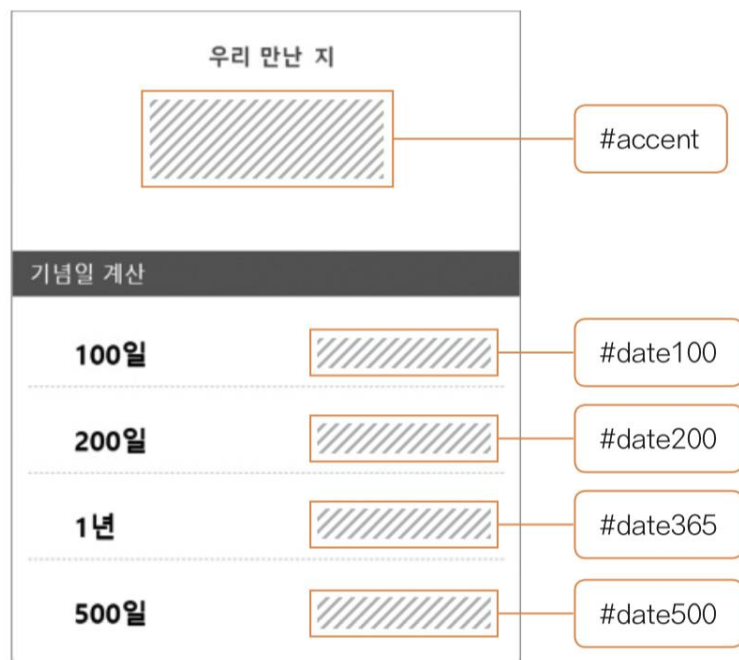 우리 만난 지
#accent
기념일 계산
100일 #date100
200일 #date200
1년 #date365
500일 #date500